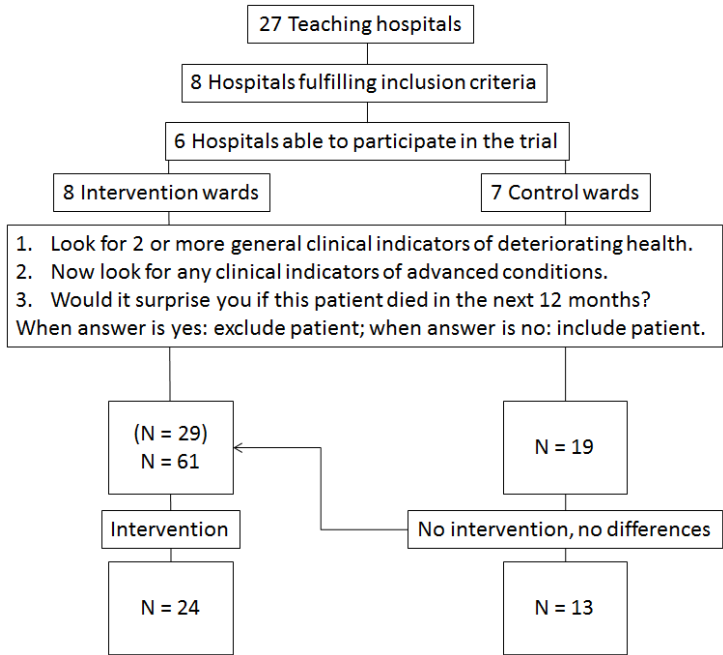 27 Teaching hospitals
8 Hospitals fulfilling inclusion criteria
6 Hospitals able to participate in the trial
8 Intervention wards
7 Control wards
1. Look for 2 or more general clinical indicators of deteriorating health.
2. Now look for any clinical indicators of advanced conditions.
3. Would it surprise you if this patient died in the next 12 months?
When answer is yes: exclude patient; when answer is no: include patient.
(N = 29)
N = 61
N = 19
Intervention
No intervention, no differences
N = 24
N = 13